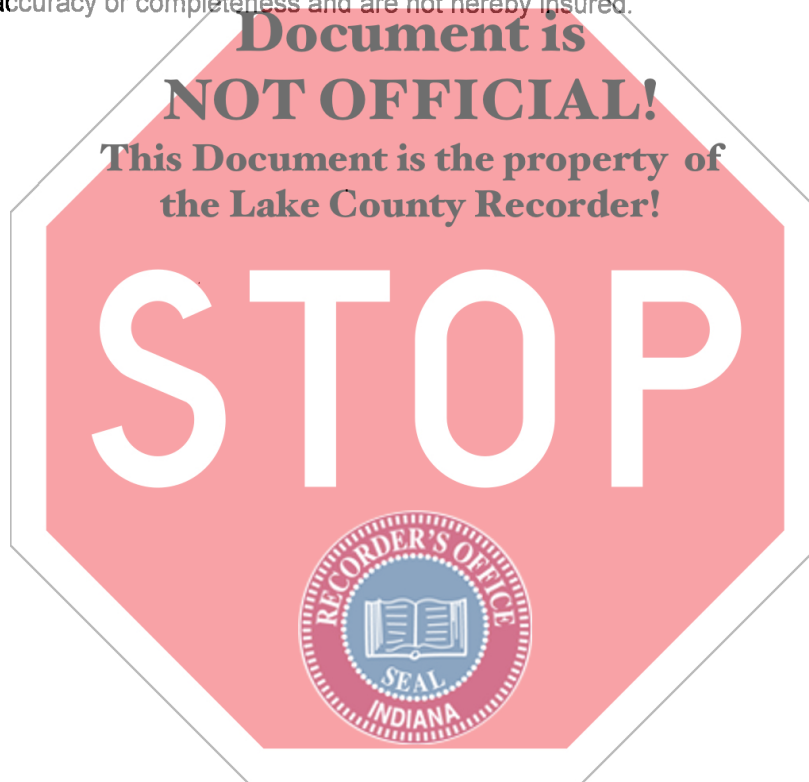 accuracy or completeness and are not hereby insured.
Document is
NOT OFFICIAL!
This Document is the property of
the Lake County Recorder!
STOP
RECORDER'S OFFICE
SEAL
INDIANA